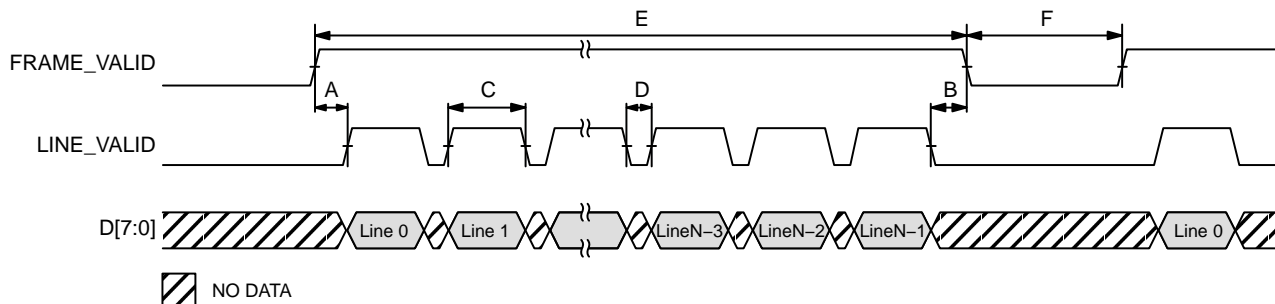 E
F
FRAME_VALID
A
C
D
B
LINE_VALID
D[7:0]
Line 0
Line 1
LineN−3
LineN−2
LineN−1
Line 0
NO DATA